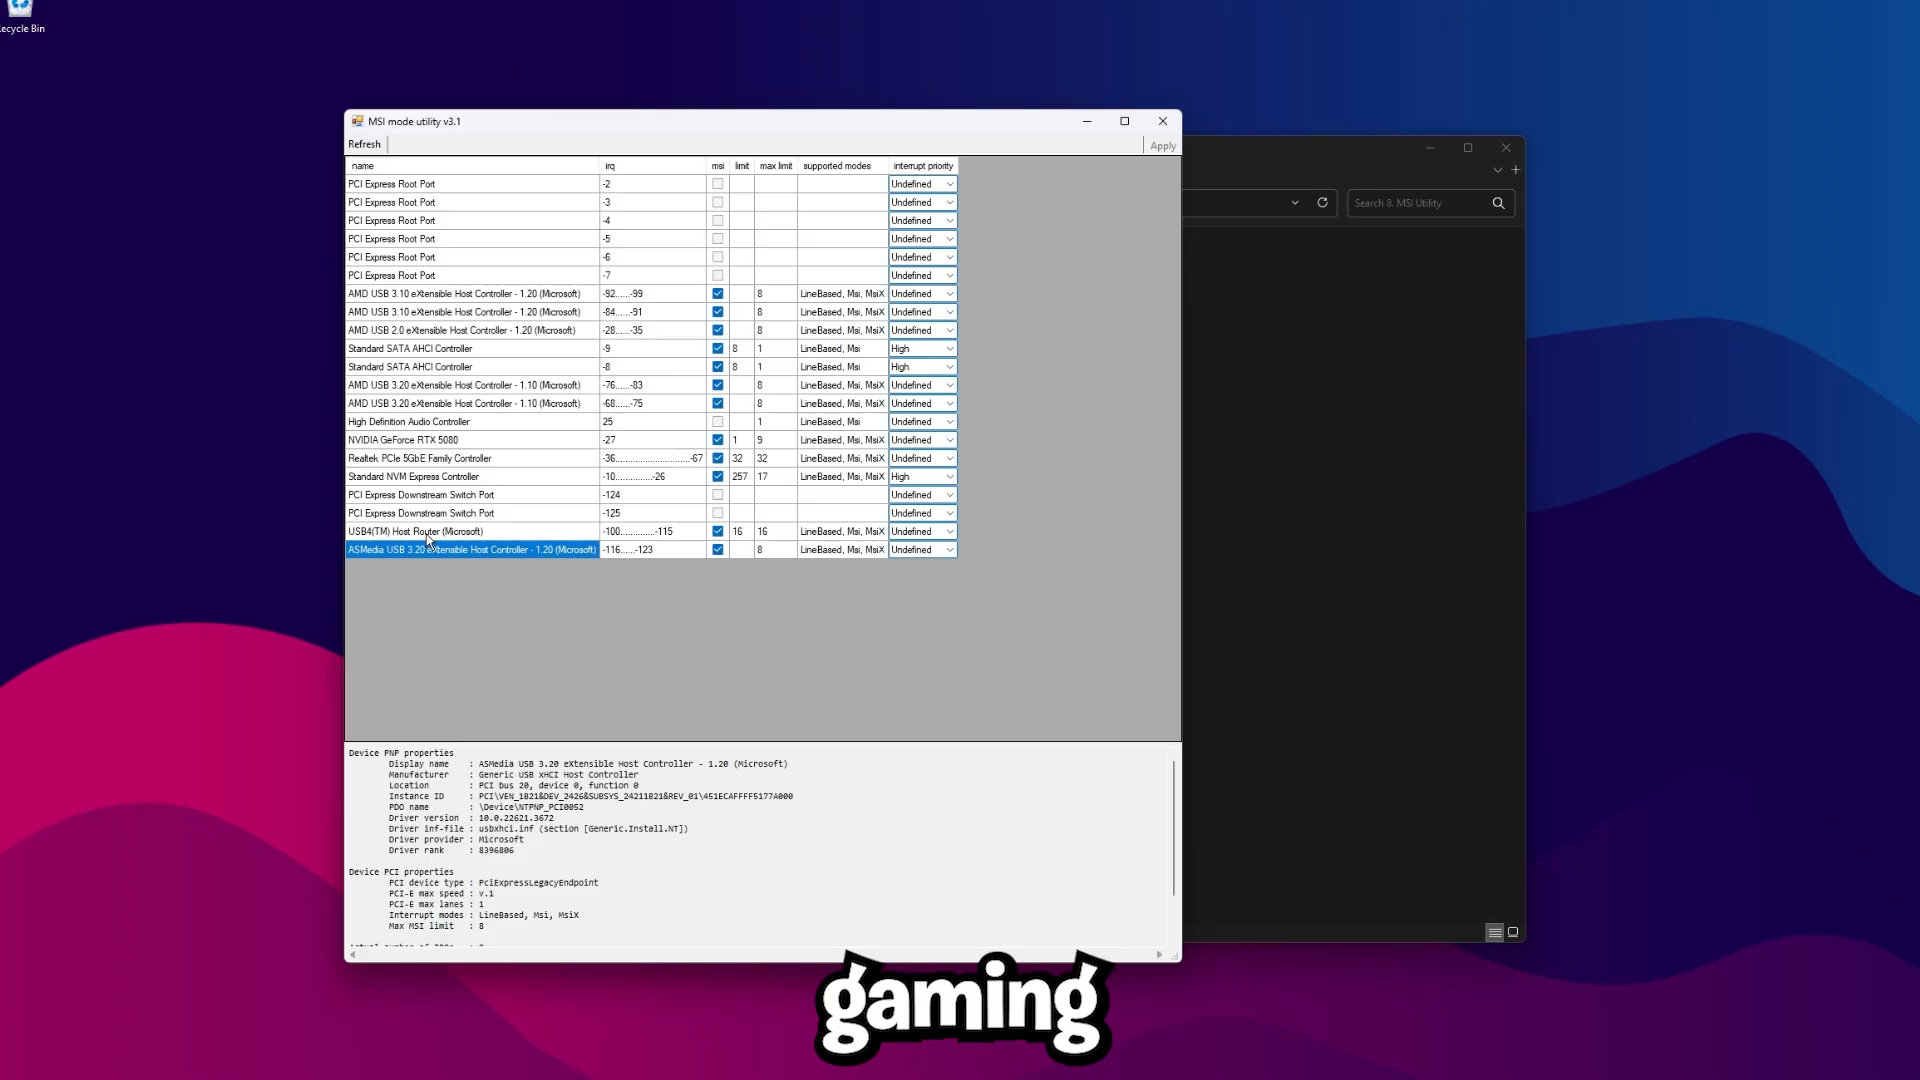 ecycle Bin
MSI mode utility v3.1
Refresh
Apply
name irq msi limit max limit supported modes interrupt priority
PCI Express Root Port -2 Undefined
PCI Express Root Port -3 Undefined
PCI Express Root Port -4 Undefined
PCI Express Root Port -5 Undefined
PCI Express Root Port -6 Undefined
PCI Express Root Port -7 Undefined
AMD USB 3.10 eXtensible Host Controller - 1.20 (Microsoft) -92......-99 8 LineBased, Msi, MsiX Undefined
AMD USB 3.10 eXtensible Host Controller - 1.20 (Microsoft) -84......-91 8 LineBased, Msi, MsiX Undefined
AMD USB 2.0 eXtensible Host Controller - 1.20 (Microsoft) -28......-35 8 LineBased, Msi, MsiX Undefined
Standard SATA AHCI Controller -9 8 1 LineBased, Msi High
Standard SATA AHCI Controller -8 8 1 LineBased, Msi High
AMD USB 3.20 eXtensible Host Controller - 1.10 (Microsoft) -76......-83 8 LineBased, Msi, MsiX Undefined
AMD USB 3.20 eXtensible Host Controller - 1.10 (Microsoft) -68......-75 8 LineBased, Msi, MsiX Undefined
High Definition Audio Controller 25 1 LineBased, Msi Undefined
NVIDIA GeForce RTX 5080 -27 1 9 LineBased, Msi, MsiX Undefined
Realtek PCIe 5GbE Family Controller -36..............................-67 32 32 LineBased, Msi, MsiX Undefined
Standard NVM Express Controller -10...............-26 257 17 LineBased, Msi, MsiX High
PCI Express Downstream Switch Port -124 Undefined
PCI Express Downstream Switch Port -125 Undefined
USB4(TM) Host Router (Microsoft) -100..............-115 16 16 LineBased, Msi, MsiX Undefined
ASMedia USB 3.20 eXtensible Host Controller - 1.20 (Microsoft) -116......-123 8 LineBased, Msi, MsiX Undefined
Search 8. MSI Utility
Device PNP properties
Display name : ASMedia USB 3.20 eXtensible Host Controller - 1.20 (Microsoft)
Manufacturer : Generic USB xHCI Host Controller
Location : PCI bus 20, device 0, function 0
Instance ID : PCI\VEN_1B21&DEV_2426&SUBSYS_24211B21&REV_01\451ECAFFFF5177A000
PDO name : \Device\NTPNP_PCI0052
Driver version : 10.0.22621.3672
Driver inf-file : usbxhci.inf (section [Generic.Install.NT])
Driver provider : Microsoft
Driver rank : 8396806
Device PCI properties
PCI device type : PciExpressLegacyEndpoint
PCI-E max speed : v.1
PCI-E max lanes : 1
Interrupt modes : LineBased, Msi, MsiX
Max MSI limit : 8
gaming